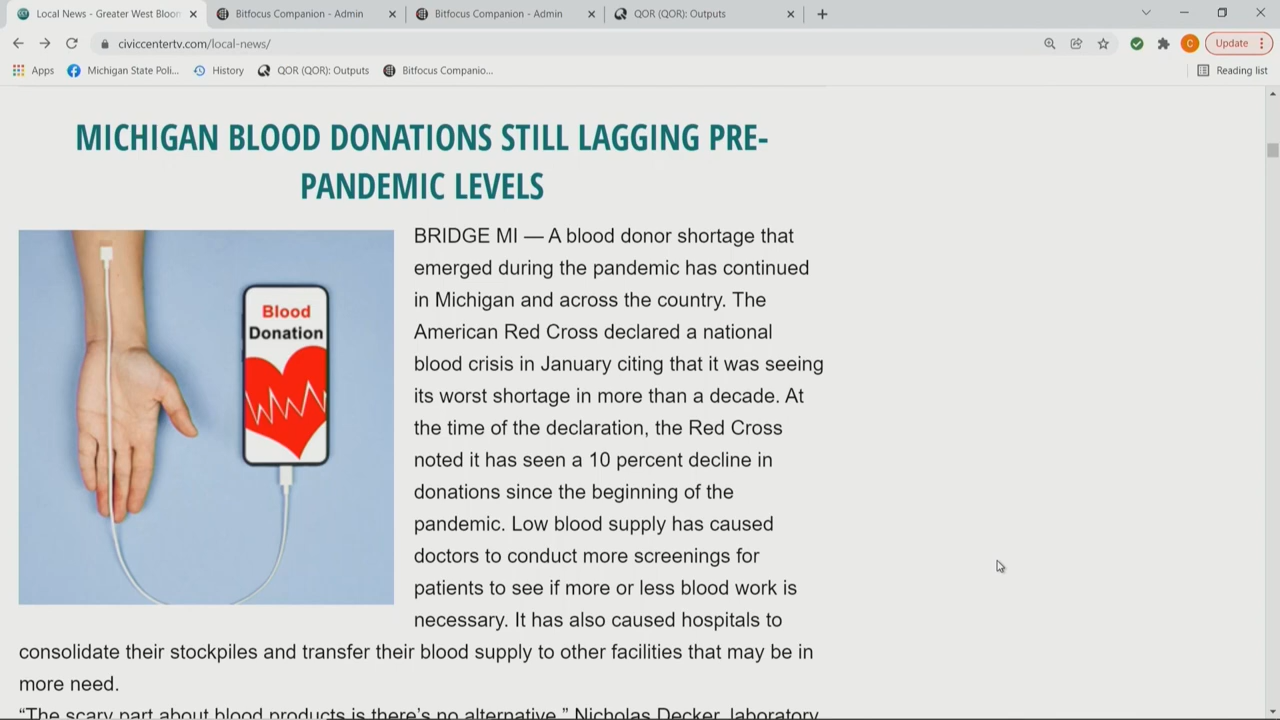 Local News - Greater West Bloom
Bitfocus Companion - Admin
Bitfocus Companion - Admin
QOR (QOR): Outputs
civiccentertv.com/local-news/
Update
Apps
Michigan State Poli...
History
QOR (QOR): Outputs
Bitfocus Companio...
Reading list
MICHIGAN BLOOD DONATIONS STILL LAGGING PRE-
PANDEMIC LEVELS
Blood
Donation
BRIDGE MI — A blood donor shortage that
emerged during the pandemic has continued
in Michigan and across the country. The
American Red Cross declared a national
blood crisis in January citing that it was seeing
its worst shortage in more than a decade. At
the time of the declaration, the Red Cross
noted it has seen a 10 percent decline in
donations since the beginning of the
pandemic. Low blood supply has caused
doctors to conduct more screenings for
patients to see if more or less blood work is
necessary. It has also caused hospitals to
consolidate their stockpiles and transfer their blood supply to other facilities that may be in
more need.
“The scary part about blood products is there’s no alternative,” Nicholas Decker, laboratory